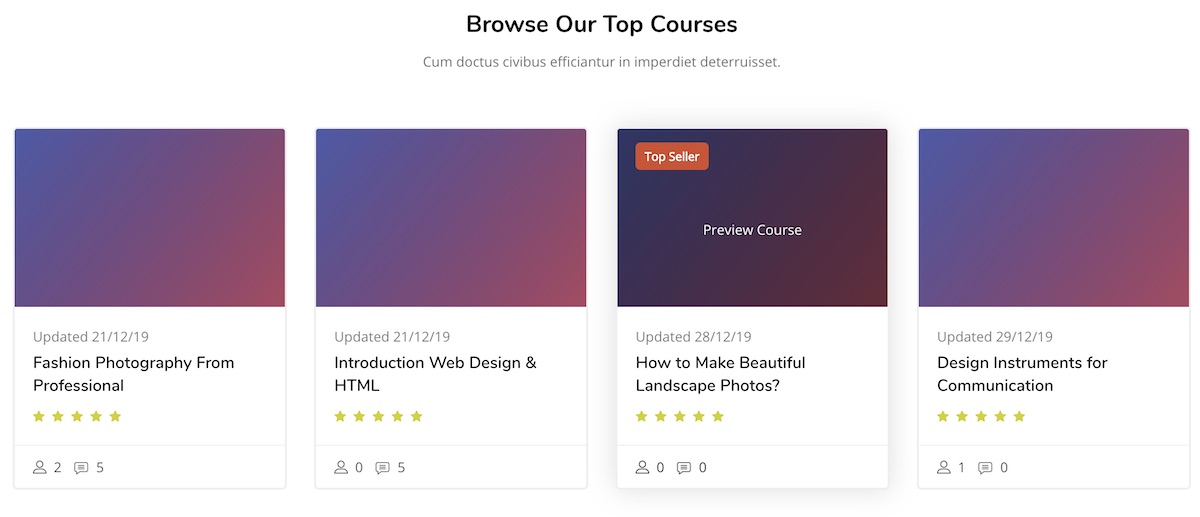 Browse Our Top Courses
Cum doctus civibus efficiantur in imperdiet deterruisset.
Updated 21/12/19
Fashion Photography From
Professional
2 5
Updated 21/12/19
Introduction Web Design &
HTML
0 5
Top Seller
Preview Course
Updated 28/12/19
How to Make Beautiful
Landscape Photos?
0 0
Updated 29/12/19
Design Instruments for
Communication
1 0